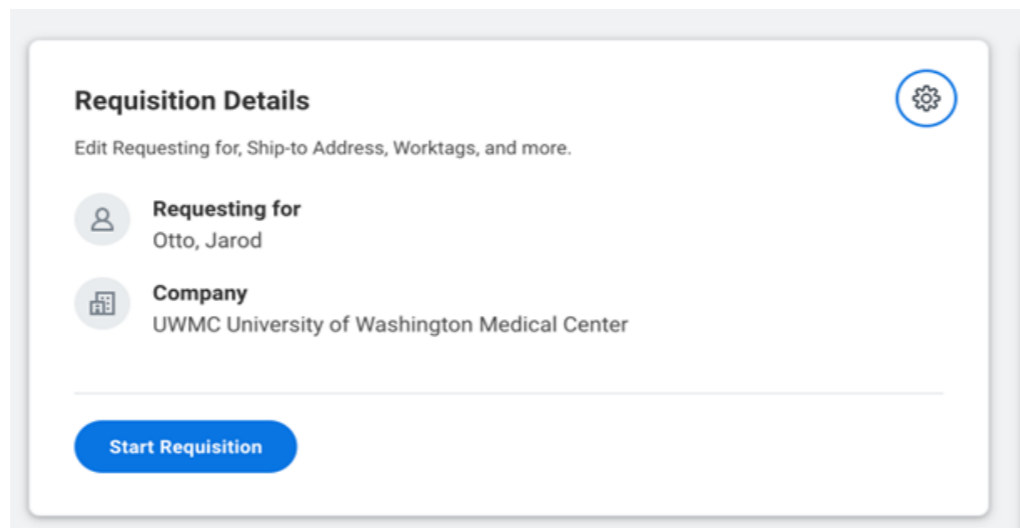 Requisition Details
Edit Requesting for, Ship-to Address, Worktags, and more.
Requesting for
Otto, Jarod
Company
UWMC University of Washington Medical Center
Start Requisition